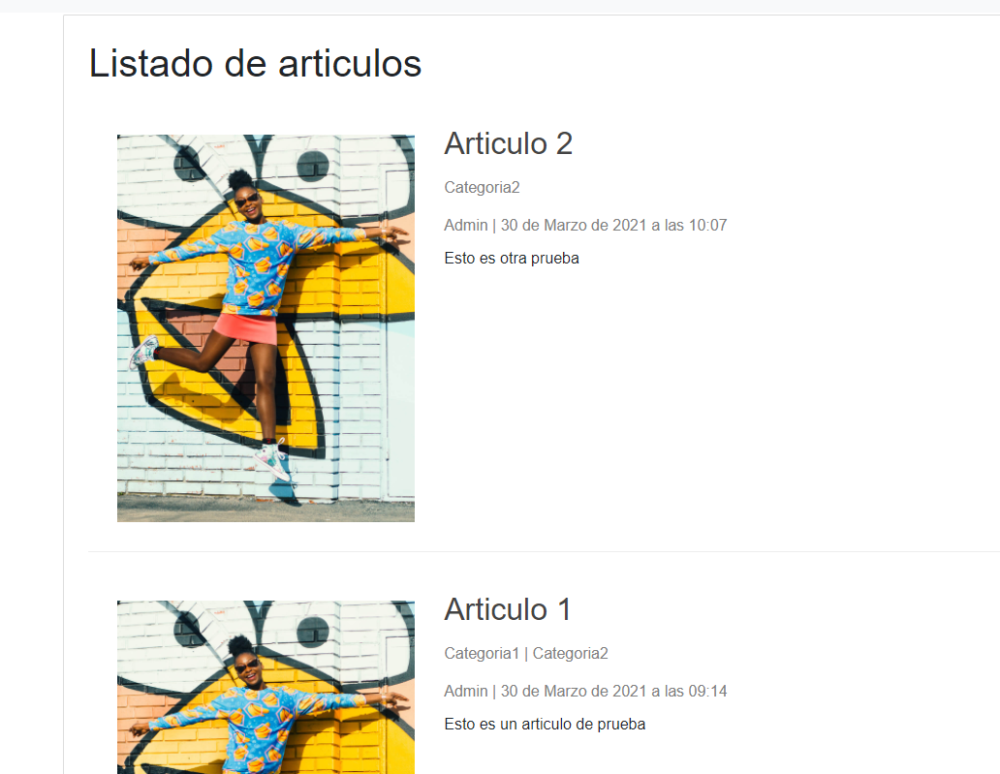 Listado de articulos
Articulo 2
Categoria2
Admin | 30 de Marzo de 2021 a las 10:07
Esto es otra prueba
Articulo 1
Categoria1 | Categoria2
Admin | 30 de Marzo de 2021 a las 09:14
Esto es un articulo de prueba